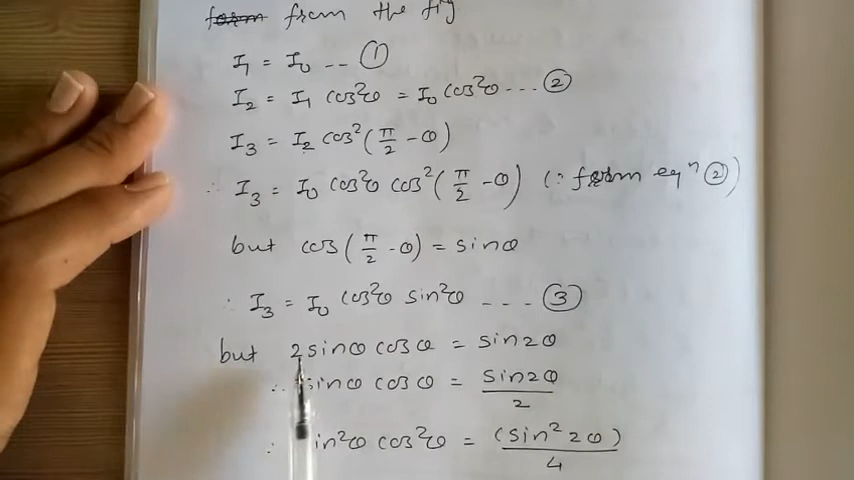 from the fig
I₁ = I₀ -- ①
I₂ = I₁ cos²θ = I₀ cos²θ ---- ②
I₃ = I₂ cos²(π/2 - θ)
∴ I₃ = I₀ cos²θ cos²(π/2 - θ) (∵ form eqⁿ ②)
but cos(π/2 - θ) = sinθ
∴ I₃ = I₀ cos²θ sin²θ --- ③
but 2sinθ cosθ = sin2θ
∴ sinθ cosθ = sin2θ/2
∴ in²θ cos²θ = (sin²2θ)/4